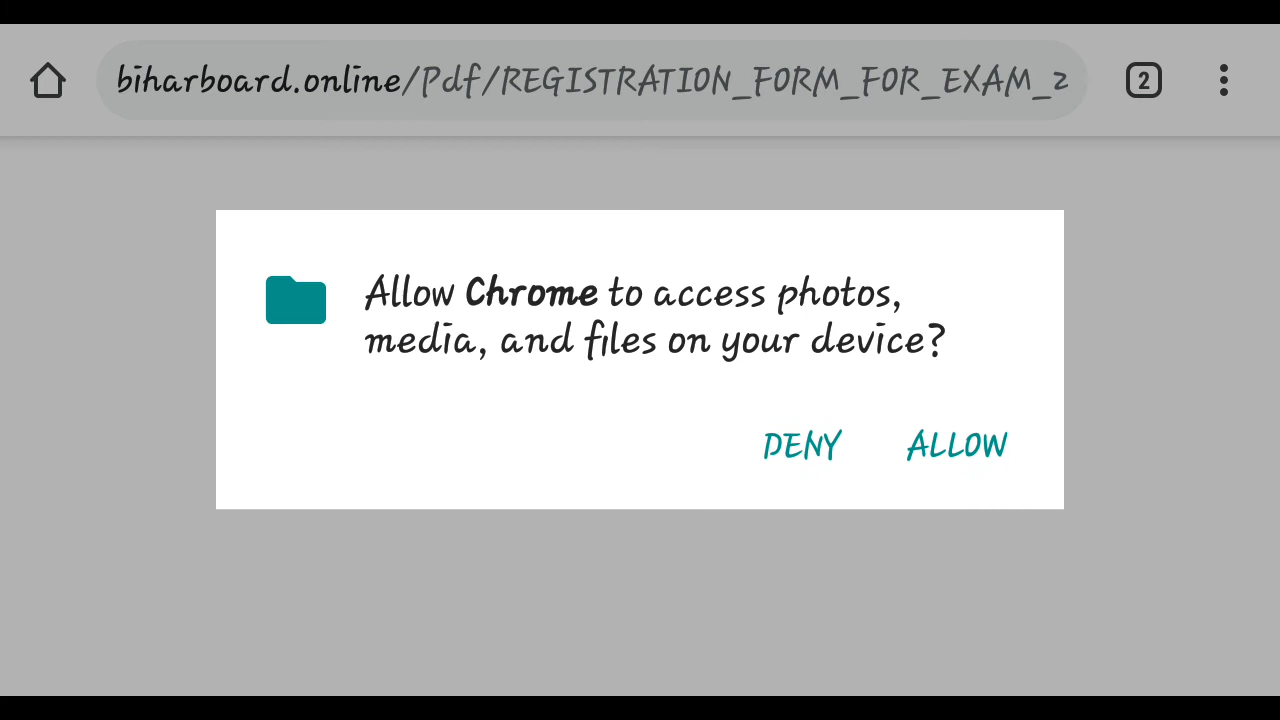 biharboard.online/Pdf/REGISTRATION_FORM_FOR_EXAM_2
2
Allow Chrome to access photos,
media, and files on your device?
DENY ALLOW